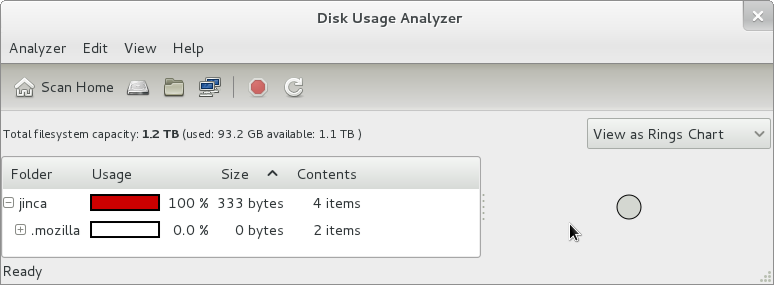 Disk Usage Analyzer
Analyzer Edit View Help
Scan Home
Total filesystem capacity: 1.2 TB (used: 93.2 GB available: 1.1 TB )
View as Rings Chart
Folder Usage Size Contents
jinca 100 % 333 bytes 4 items
.mozilla 0.0 % 0 bytes 2 items
Ready